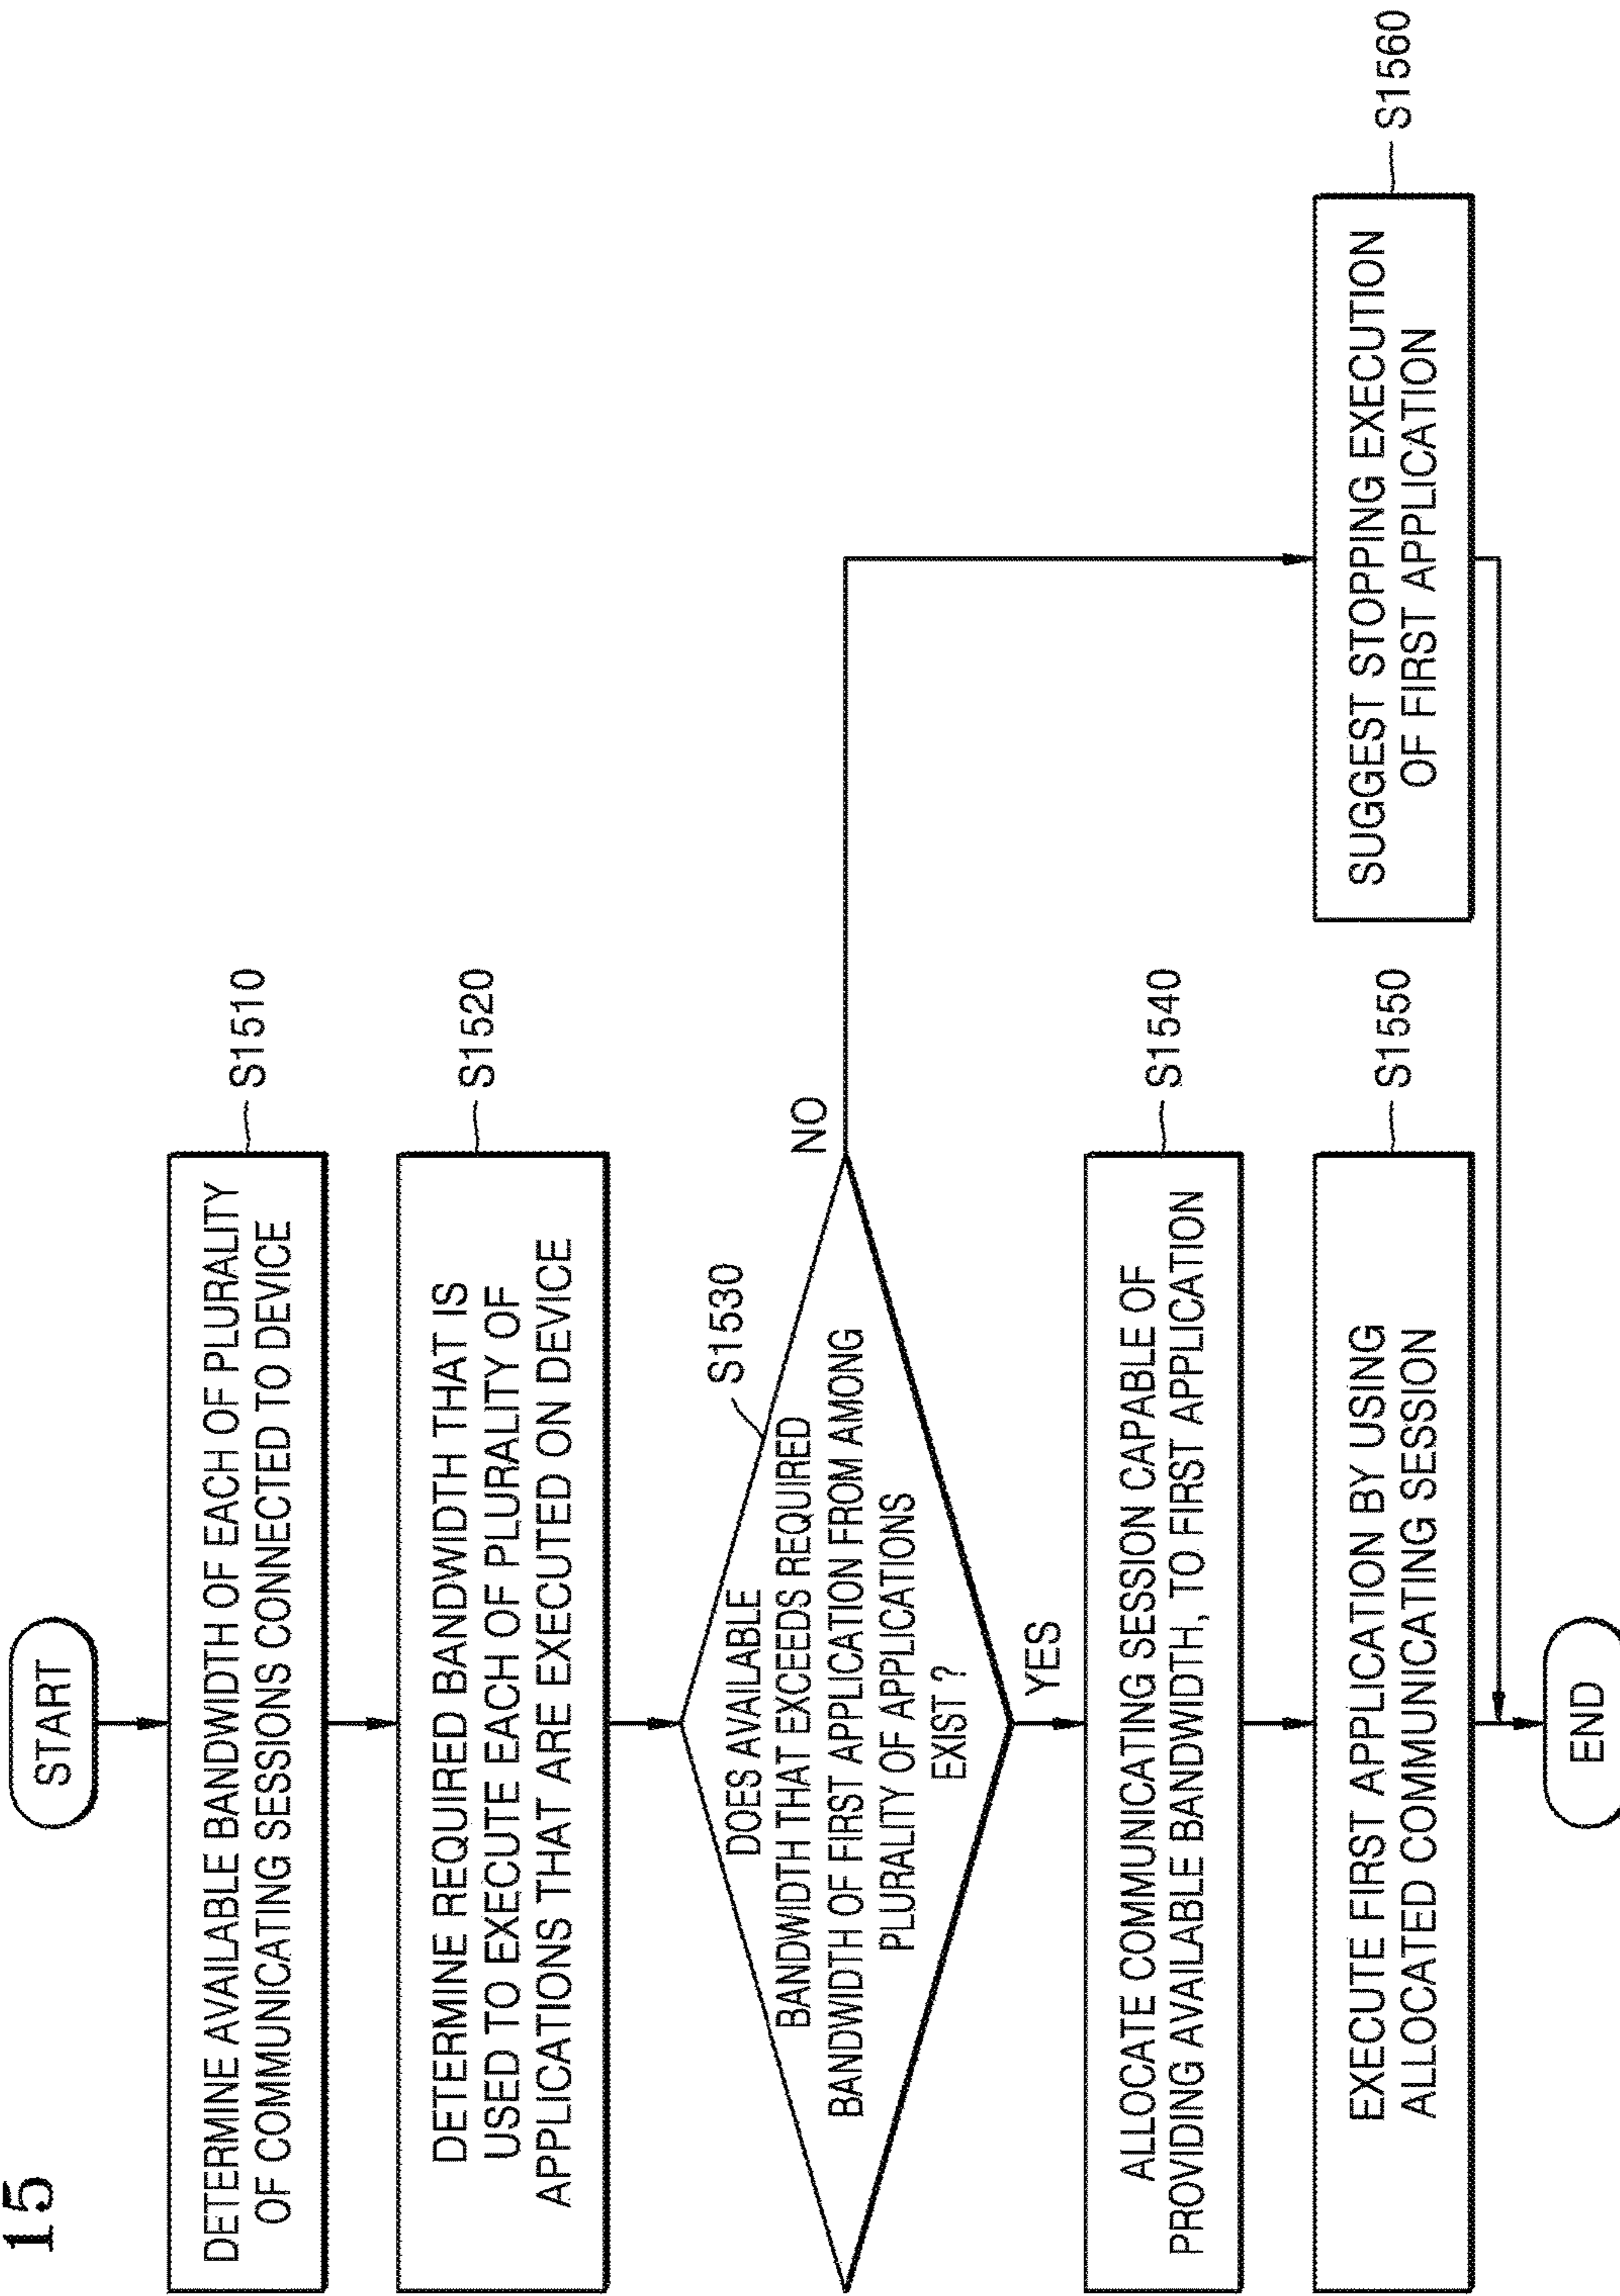 15
START
DETERMINE AVAILABLE BANDWIDTH OF EACH OF PLURALITY
OF COMMUNICATING SESSIONS CONNECTED TO DEVICE
S1510
DETERMINE REQUIRED BANDWIDTH THAT IS
USED TO EXECUTE EACH OF PLURALITY OF
APPLICATIONS THAT ARE EXECUTED ON DEVICE
S1520
DOES AVAILABLE
BANDWIDTH THAT EXCEEDS REQUIRED
BANDWIDTH OF FIRST APPLICATION FROM AMONG
PLURALITY OF APPLICATIONS
EXIST ?
S1530
NO
YES
ALLOCATE COMMUNICATING SESSION CAPABLE OF
PROVIDING AVAILABLE BANDWIDTH, TO FIRST APPLICATION
S1540
EXECUTE FIRST APPLICATION BY USING
ALLOCATED COMMUNICATING SESSION
S1550
SUGGEST STOPPING EXECUTION
OF FIRST APPLICATION
S1560
END